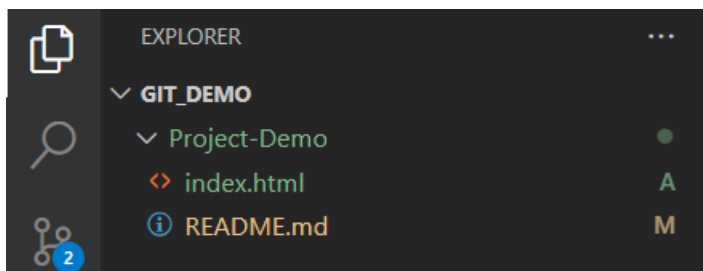 EXPLORER ...
GIT_DEMO
Project-Demo
index.html A
README.md M
2